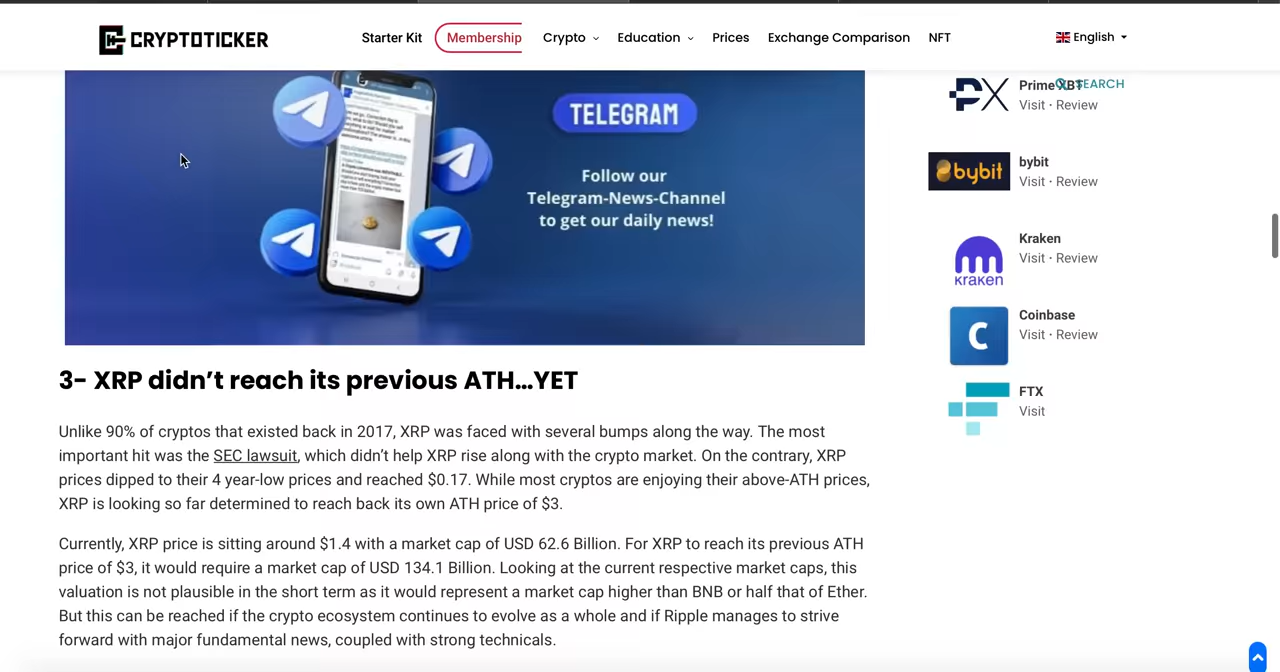 CRYPTOTICKER
Starter Kit
Membership
Crypto
Education
Prices
Exchange Comparison
NFT
English
SEARCH
TELEGRAM
Follow our
Telegram-News-Channel
to get our daily news!
Prime XBT
Visit · Review
bybit
bybit
Visit · Review
Kraken
Visit · Review
kraken
Coinbase
Visit · Review
C
FTX
Visit
3- XRP didn’t reach its previous ATH…YET
Unlike 90% of cryptos that existed back in 2017, XRP was faced with several bumps along the way. The most
important hit was the SEC lawsuit, which didn’t help XRP rise along with the crypto market. On the contrary, XRP
prices dipped to their 4 year-low prices and reached $0.17. While most cryptos are enjoying their above-ATH prices,
XRP is looking so far determined to reach back its own ATH price of $3.
Currently, XRP price is sitting around $1.4 with a market cap of USD 62.6 Billion. For XRP to reach its previous ATH
price of $3, it would require a market cap of USD 134.1 Billion. Looking at the current respective market caps, this
valuation is not plausible in the short term as it would represent a market cap higher than BNB or half that of Ether.
But this can be reached if the crypto ecosystem continues to evolve as a whole and if Ripple manages to strive
forward with major fundamental news, coupled with strong technicals.